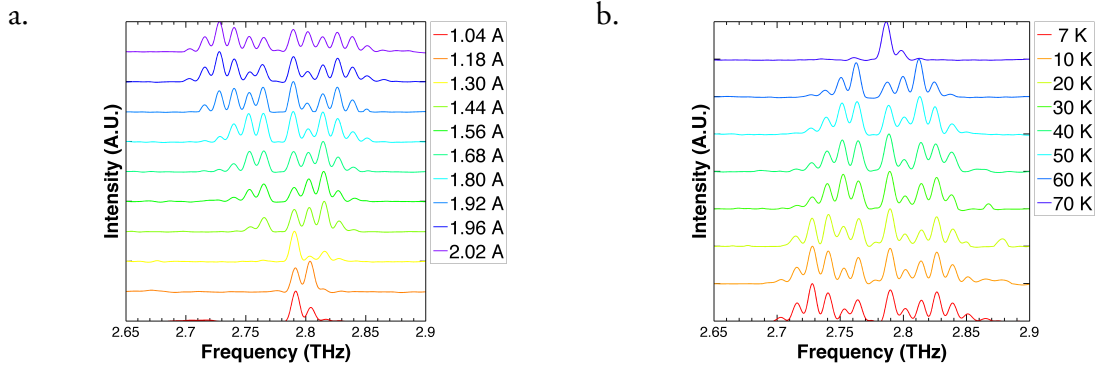 a.
Intensity (A.U.)
2.65 2.7 2.75 2.8 2.85 2.9
Frequency (THz)
1.04 A
1.18 A
1.30 A
1.44 A
1.56 A
1.68 A
1.80 A
1.92 A
1.96 A
2.02 A
b.
Intensity (A.U.)
2.65 2.7 2.75 2.8 2.85 2.9
Frequency (THz)
7 K
10 K
20 K
30 K
40 K
50 K
60 K
70 K